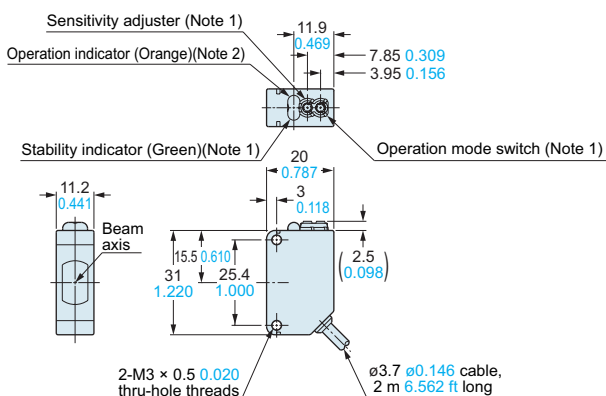 Sensitivity adjuster (Note 1)
11.9
0.469
7.85 0.309
3.95 0.156
Operation indicator (Orange)(Note 2)
Stability indicator (Green)(Note 1)
Operation mode switch (Note 1)
20
0.787
11.2
0.441
3
0.118
Beam
axis
15.5 0.610
31
1.220
25.4
1.000
(2.5
0.098)
2-M3 × 0.5 0.020
thru-hole threads
ø3.7 ø0.146 cable,
2 m 6.562 ft long